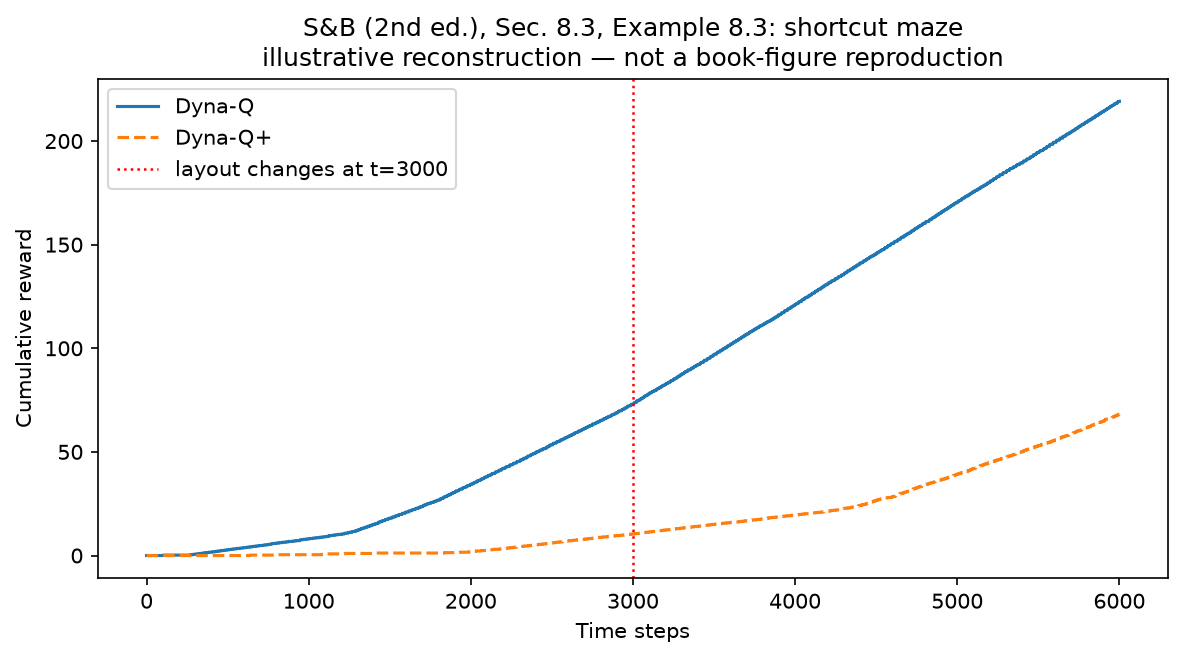 S&B (2nd ed.), Sec. 8.3, Example 8.3: shortcut maze
illustrative reconstruction — not a book-figure reproduction
Dyna-Q
Dyna-Q+
layout changes at t=3000
Cumulative reward
200
150
100
50
0
0 1000 2000 3000 4000 5000 6000
Time steps